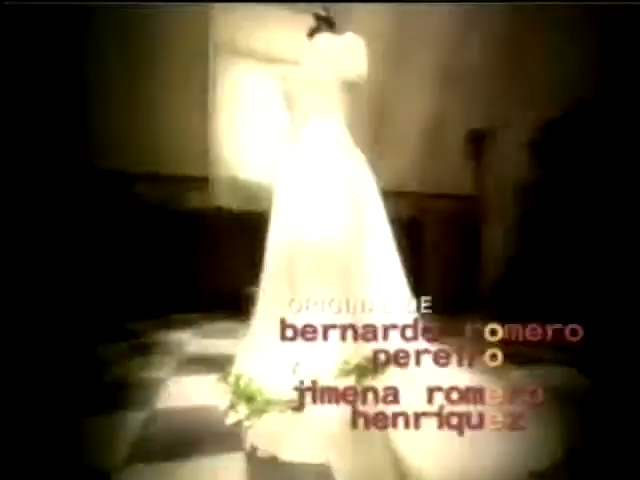 ORIGINAL DE
bernardo romero
pereiro
jimena romero
henríquez